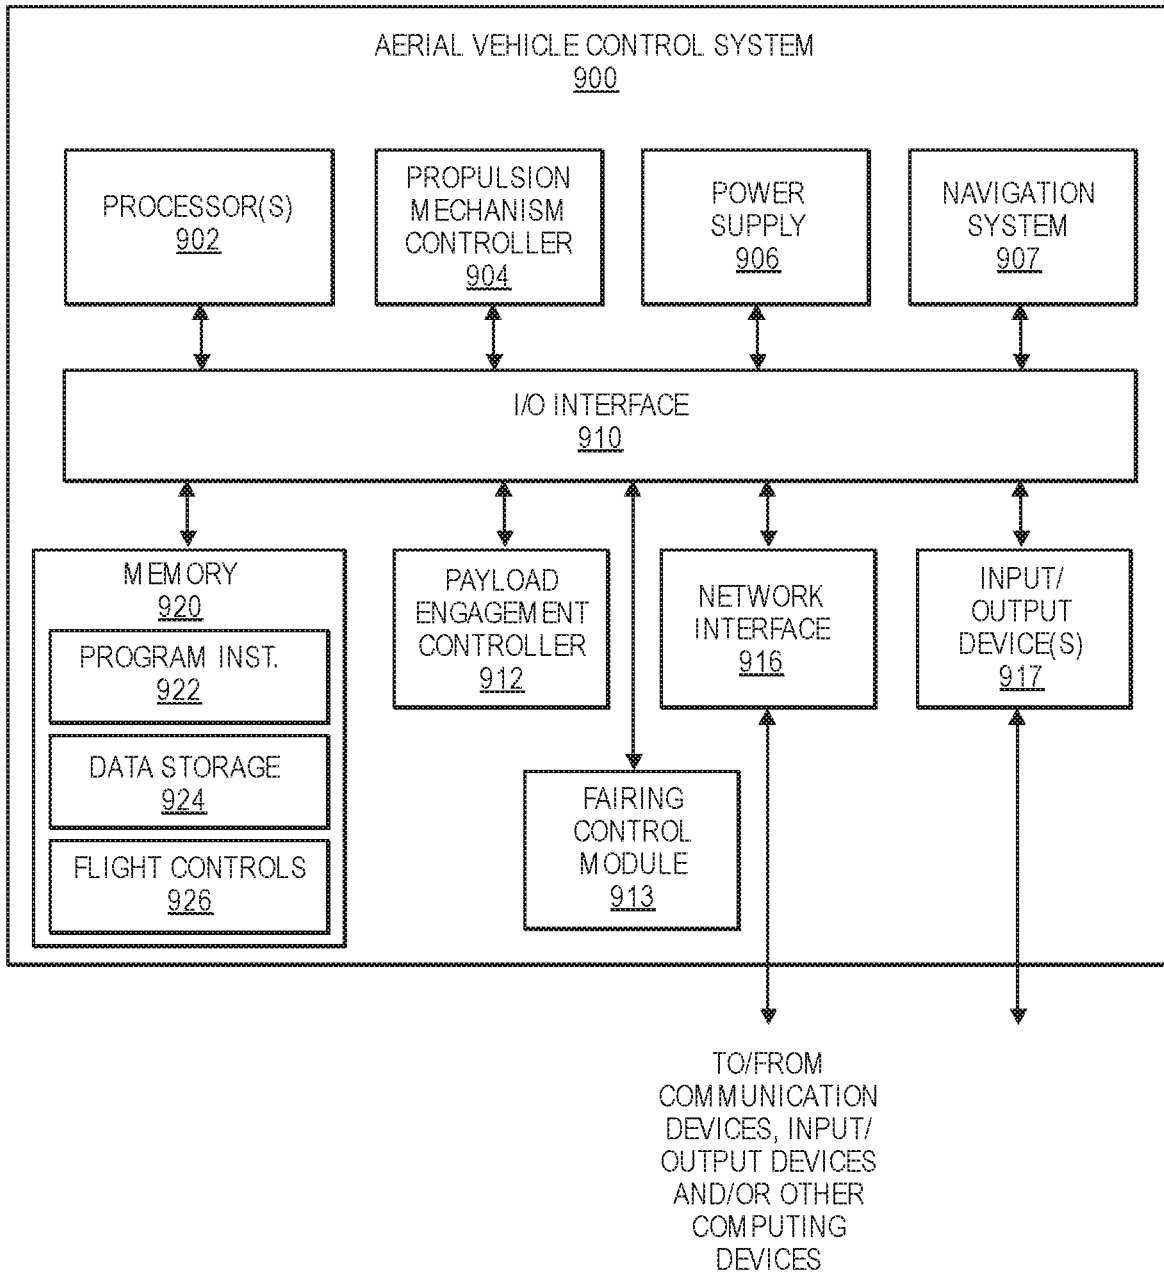 AERIAL VEHICLE CONTROL SYSTEM
900
PROCESSOR(S)
902
PROPULSION
MECHANISM
CONTROLLER
904
POWER
SUPPLY
906
NAVIGATION
SYSTEM
907
I/O INTERFACE
910
MEMORY
920
PROGRAM INST.
922
DATA STORAGE
924
FLIGHT CONTROLS
926
PAYLOAD
ENGAGEMENT
CONTROLLER
912
FAIRING
CONTROL
MODULE
913
NETWORK
INTERFACE
916
INPUT/
OUTPUT
DEVICE(S)
917
TO/FROM
COMMUNICATION
DEVICES, INPUT/
OUTPUT DEVICES
AND/OR OTHER
COMPUTING
DEVICES